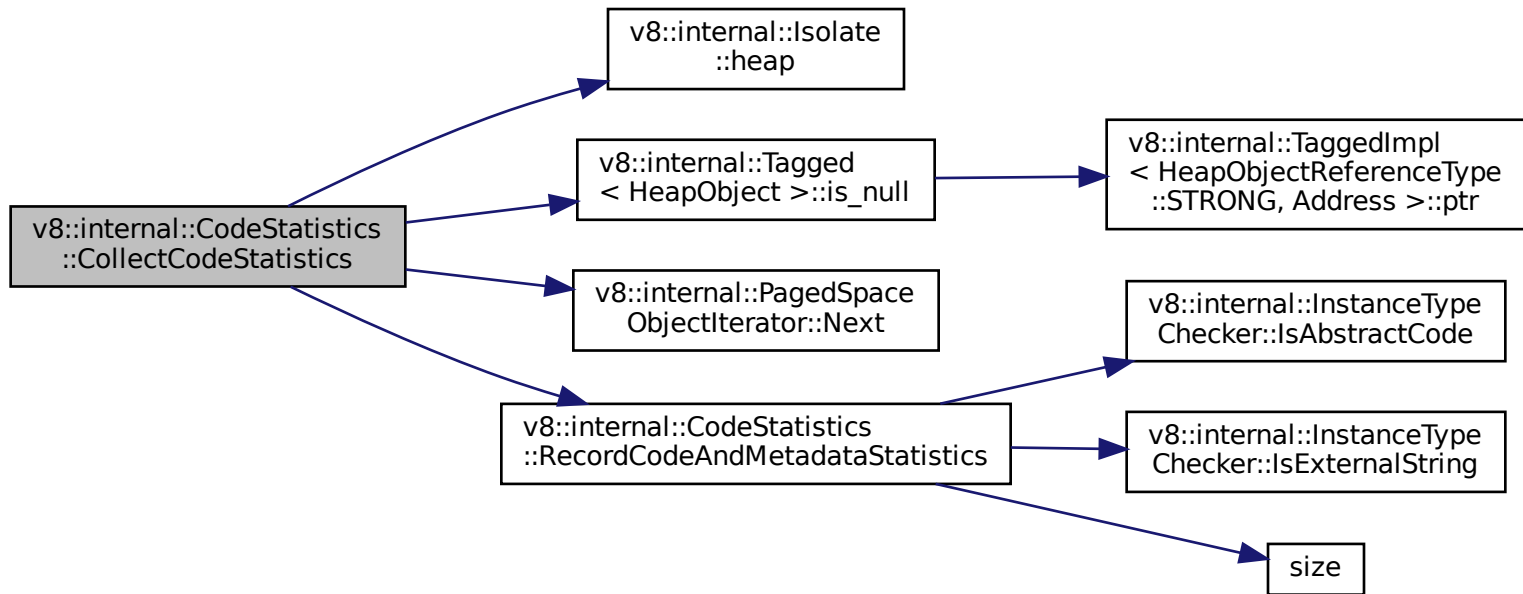 v8::internal::CodeStatistics
::CollectCodeStatistics
v8::internal::Isolate
::heap
v8::internal::Tagged
< HeapObject >::is_null
v8::internal::TaggedImpl
< HeapObjectReferenceType
::STRONG, Address >::ptr
v8::internal::PagedSpace
ObjectIterator::Next
v8::internal::CodeStatistics
::RecordCodeAndMetadataStatistics
v8::internal::InstanceType
Checker::IsAbstractCode
v8::internal::InstanceType
Checker::IsExternalString
size